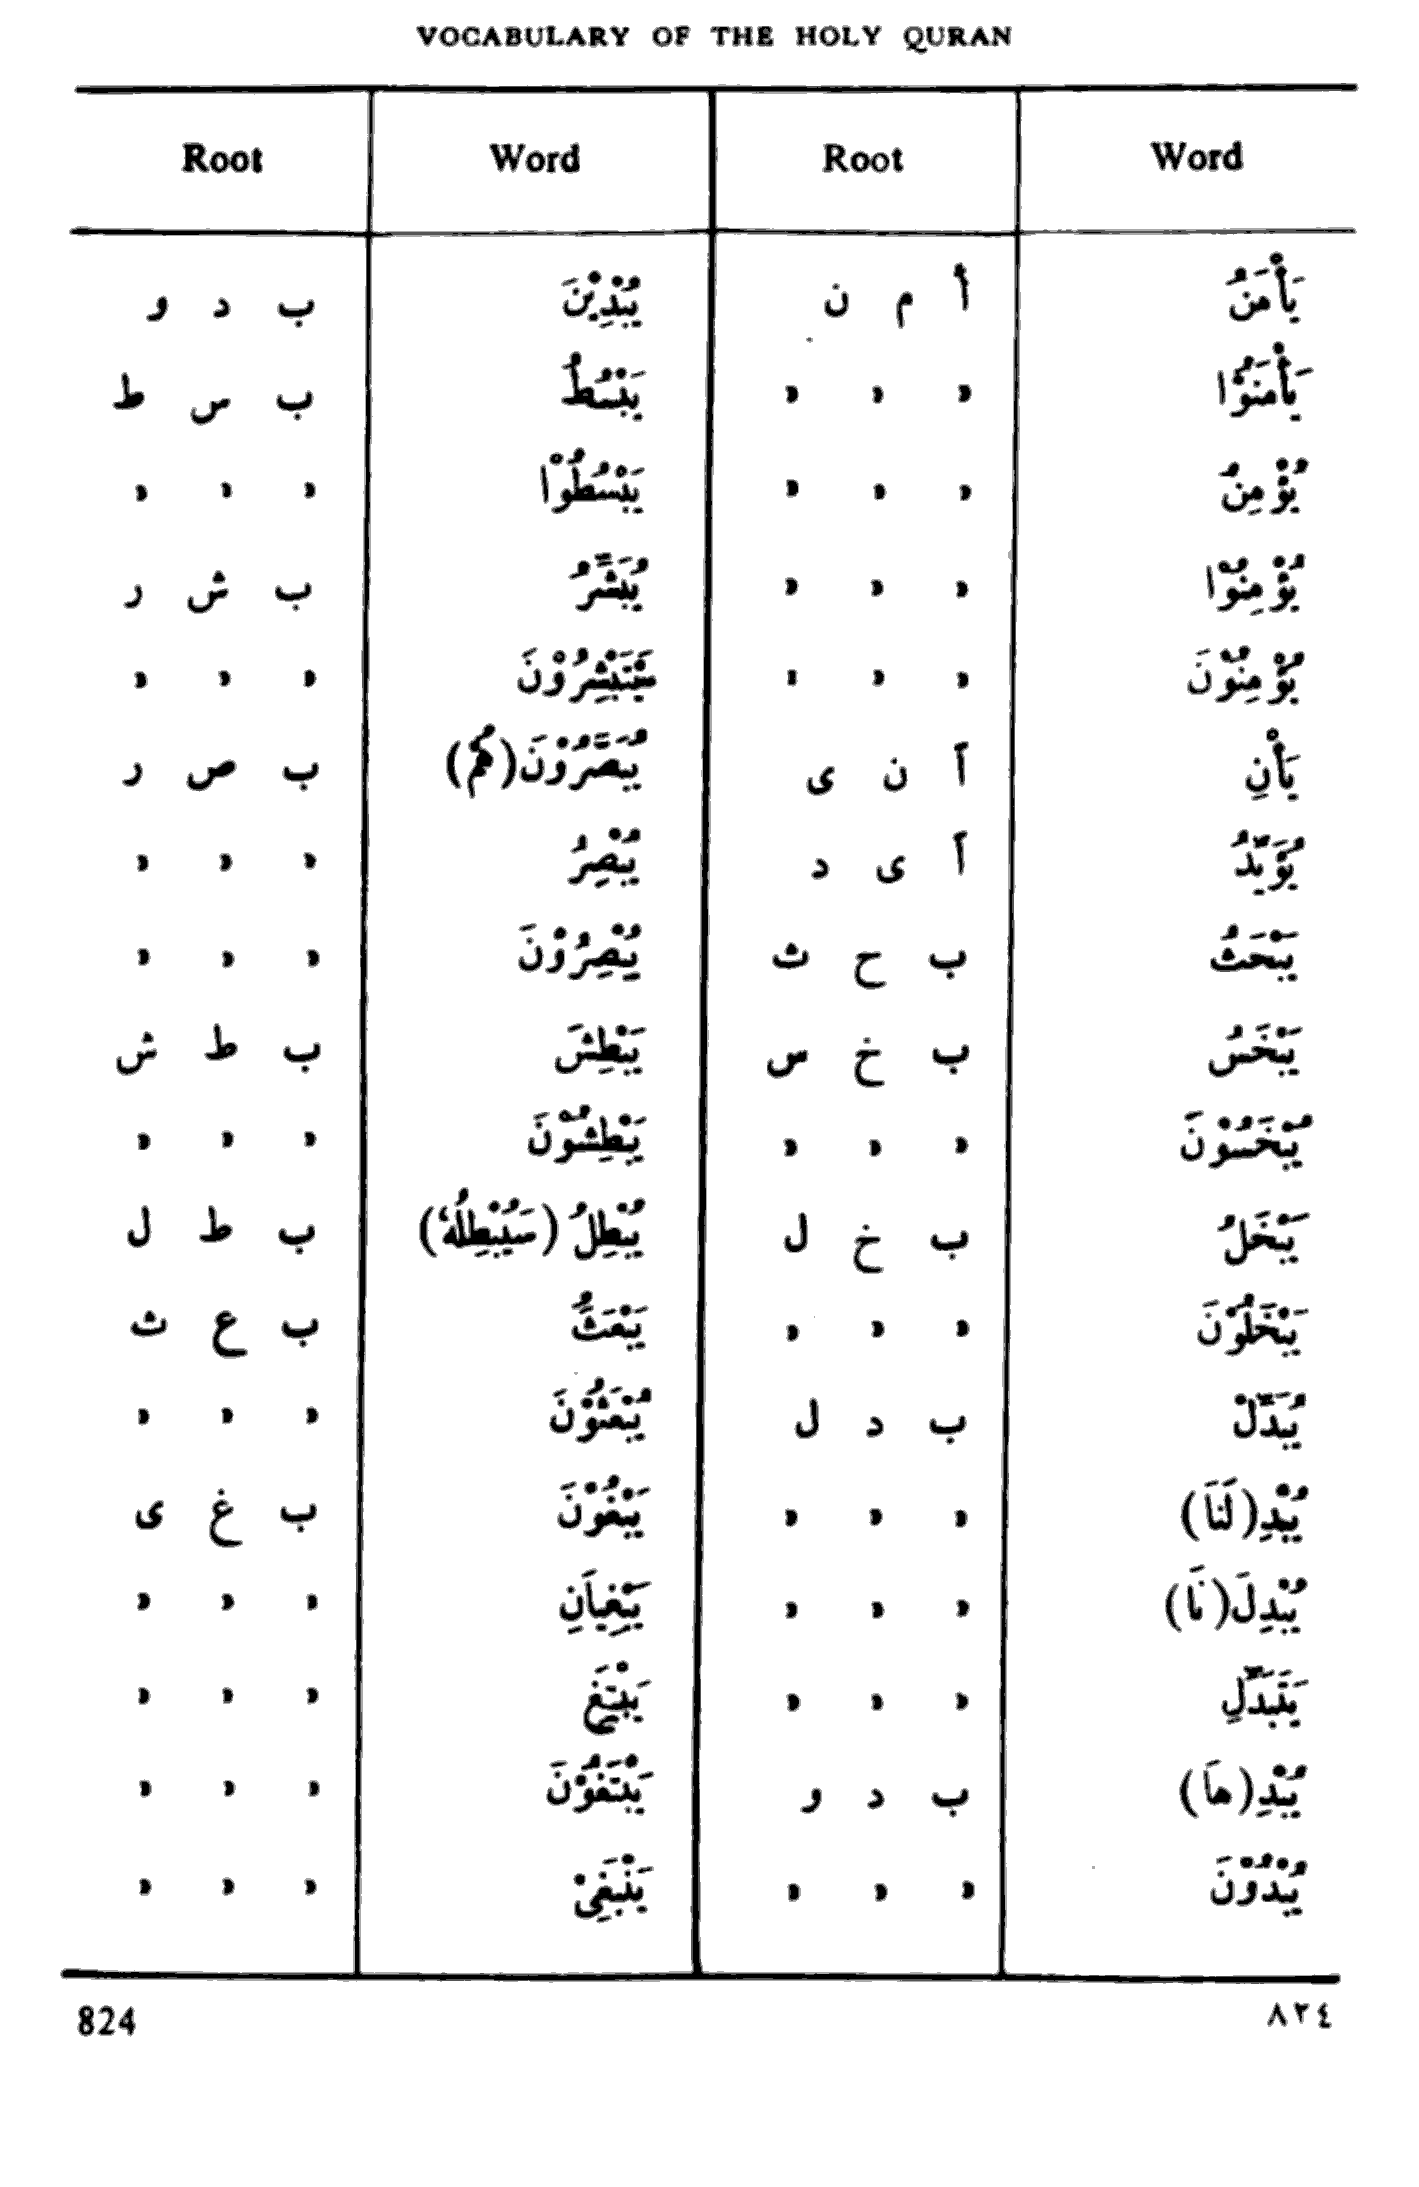 VOCABULARY OF THE HOLY QURAN
Root Word Root Word
يَأْمَنُ أ م ن يُبْدِيْنَ ب د و
يَأْمَنُوْا " " " يَبْسُطُ ب س ط
يُؤْمِنُ " " " يَبْسُطُوْا " " "
يُؤْمِنُوْا " " " يُبَشِّرُ ب ش ر
يُؤْمِنُوْنَ " " " يَسْتَبْشِرُوْنَ " " "
يَأْنِ أ ن ى يُبَصَّرُوْنَ(هُمْ) ب ص ر
يُؤَيِّدُ أ ى د يُبْصِرُ " " "
يَبْحَثُ ب ح ث يُبْصِرُوْنَ " " "
يَبْخَسُ ب خ س يَبْطِشَ ب ط ش
يُبْخَسُوْنَ " " " يَبْطِشُوْنَ " " "
يَبْخَلُ ب خ ل يُبْطِلُ (سَيُبْطِلُهُ) ب ط ل
يَبْخَلُوْنَ " " " يَبْعَثُ ب ع ث
يُبَدِّلْ ب د ل يُبْعَثُوْنَ " " "
يُبْدِ(لَنَا) " " " يَبْغُوْنَ ب غ ى
يُبْدِلَ(نَا) " " " يَبْغِيَانِ " " "
يَتَبَدَّلِ " " " يَبْتَغِ " " "
يُبْدِ(هَا) ب د و يَبْتَغُوْنَ " " "
يُبْدُوْنَ " " " يَنْبَغِىْ " " "
824 ٨٢٤